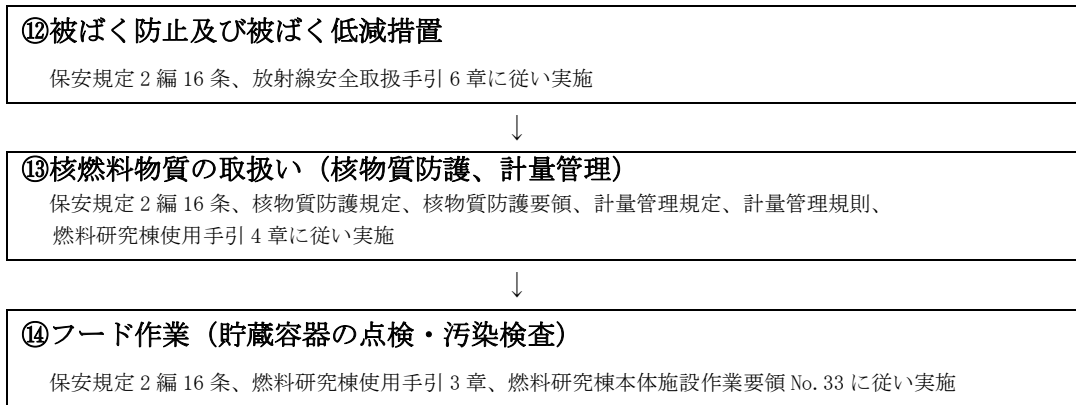 ⑫被ばく防止及び被ばく低減措置
保安規定 2 編 16 条、放射線安全取扱手引 6 章に従い実施
↓
⑬核燃料物質の取扱い（核物質防護、計量管理）
保安規定 2 編 16 条、核物質防護規定、核物質防護要領、計量管理規定、計量管理規則、
燃料研究棟使用手引 4 章に従い実施
↓
⑭フード作業（貯蔵容器の点検・汚染検査）
保安規定 2 編 16 条、燃料研究棟使用手引 3 章、燃料研究棟本体施設作業要領 No.33 に従い実施